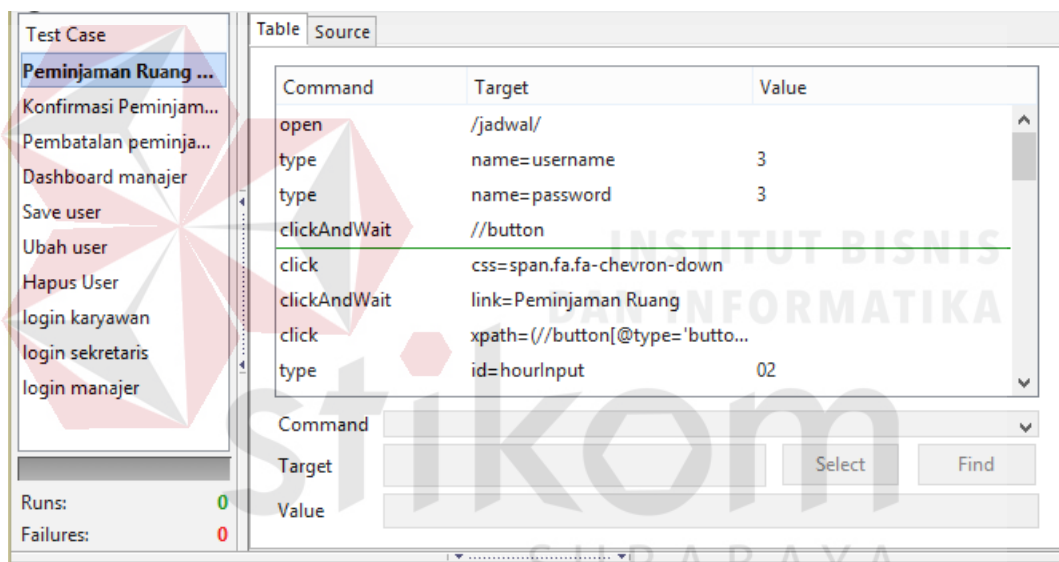 Test Case
Peminjaman Ruang ...
Konfirmasi Peminjam...
Pembatalan peminja...
Dashboard manajer
Save user
Ubah user
Hapus User
login karyawan
login sekretaris
login manajer
Runs: 0
Failures: 0
Table Source
Command Target Value
open /jadwal/
type name=username 3
type name=password 3
clickAndWait //button
click css=span.fa.fa-chevron-down
clickAndWait link=Peminjaman Ruang
click xpath=(//button[@type='butto...
type id=hourInput 02
Command
Target Select Find
Value
INSTITUT BISNIS
DAN INFORMATIKA
stikom
SURABAYA